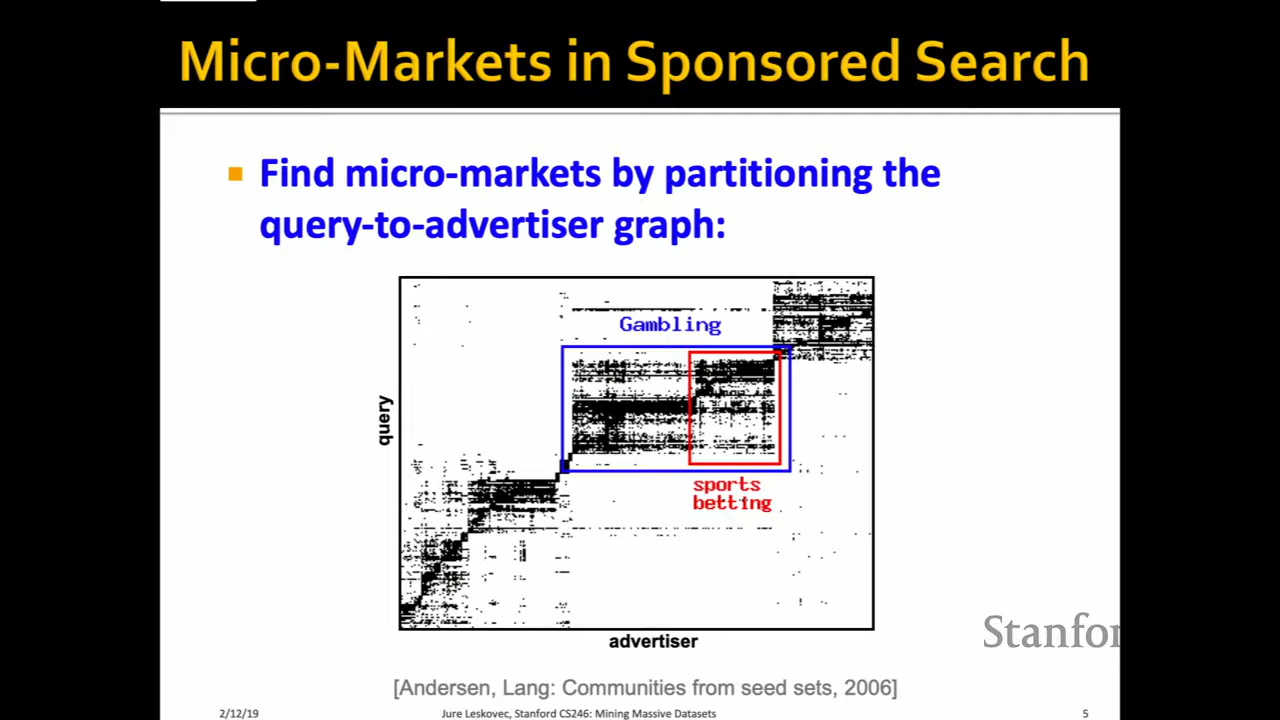 Micro-Markets in Sponsored Search
Find micro-markets by partitioning the
query-to-advertiser graph:
Gambling
query
sports
betting
advertiser
Stanfor
[Andersen, Lang: Communities from seed sets, 2006]
2/12/19
Jure Leskovec, Stanford CS246: Mining Massive Datasets
5